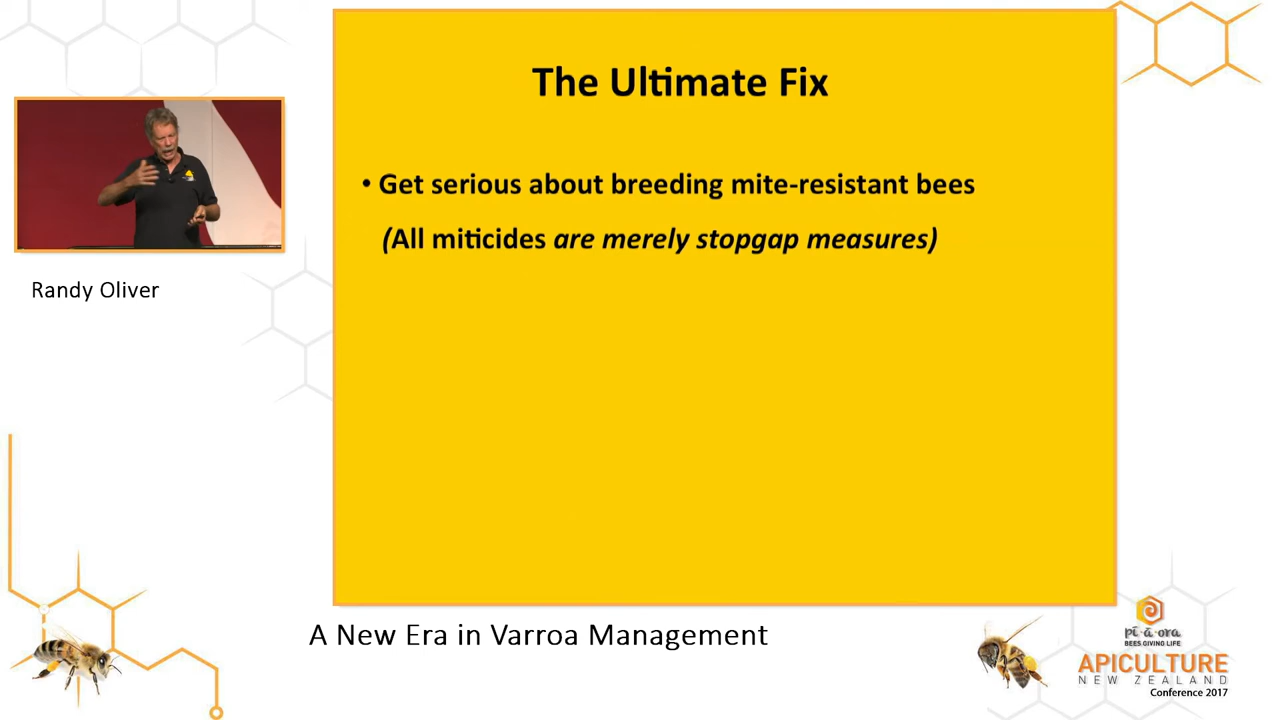 The Ultimate Fix
• Get serious about breeding mite-resistant bees
(All miticides are merely stopgap measures)
Randy Oliver
A New Era in Varroa Management
pī-ā-ora
BEES GIVING LIFE
APICULTURE
NEW ZEALAND
Conference 2017